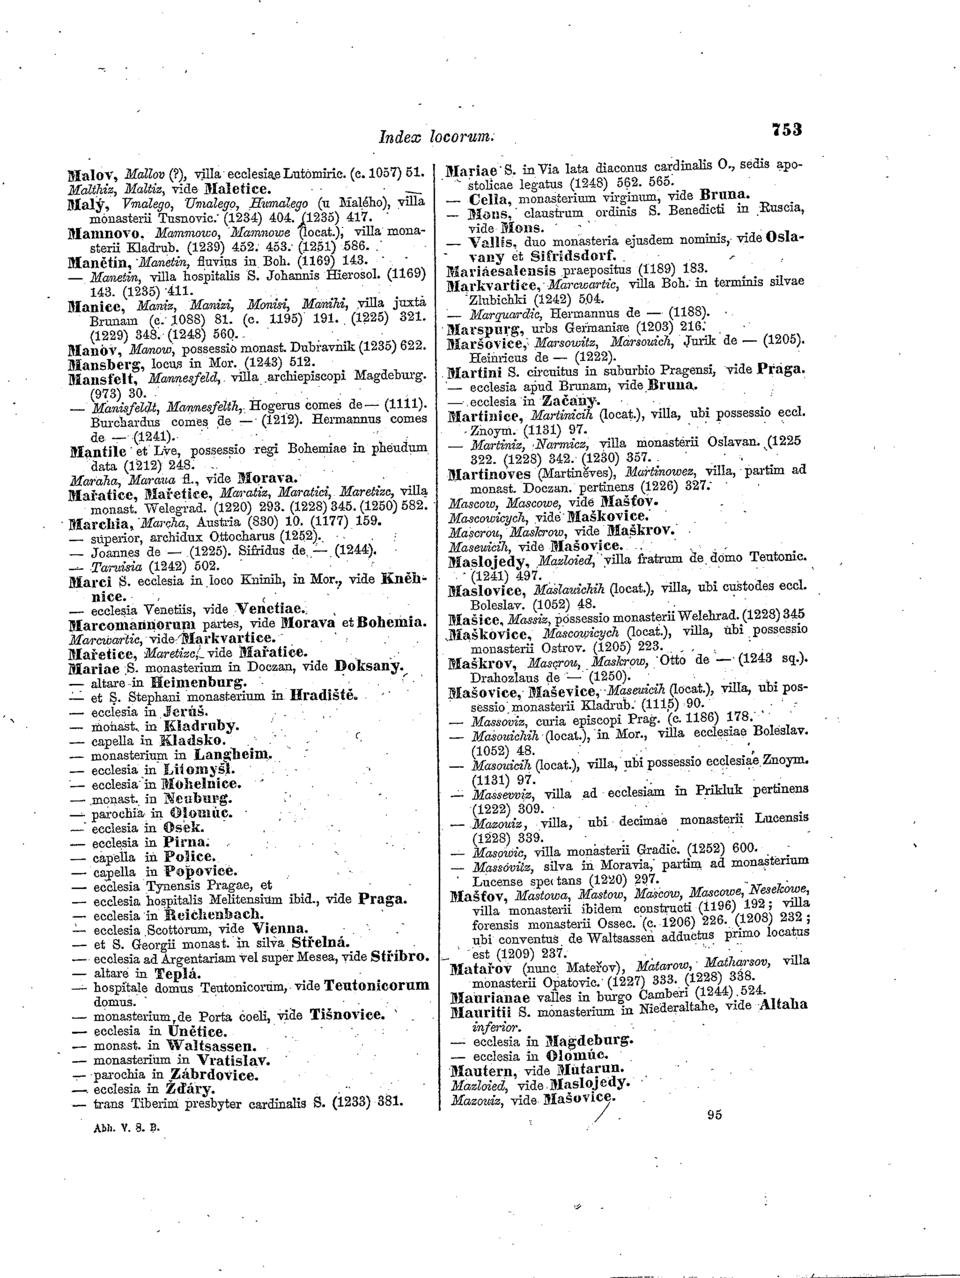 Index locorum.
753
Malov, Mallov (?), villa ecclesiae Lutomiric. (c. 1057) 51.
Malthiz, Maltiz, vide Maletice.
Malý, Vmalego, Umalego, Humalego (u Malého), villa
monasterii Tusnovic. (1234) 404. (1235) 417.
Mamnovo, Mammowo, Mamnowe (locat.), villa mona-
sterii Kladrub. (1239) 452. 453. (1251) 586.
Manětin, Manetin, fluvius in Boh. (1169) 143.
— Manetin, villa hospitalis S. Johannis Hierosol. (1169)
143. (1235) 411.
Manice, Maniz, Manizi, Monisi, Manihi, villa juxta
Brunam (c. 1088) 81. (c. 1195) 191. (1225) 321.
(1229) 348. (1248) 560.
Manov, Manow, possessio monast. Dubravnik (1235) 622.
Mansberg, locus in Mor. (1243) 512.
Mansfelt, Mannesfeld, villa archiepiscopi Magdeburg.
(973) 30.
— Manisfeldt, Mannesfelth, Hogerus comes de — (1111).
Burchardus comes de — (1212). Hermannus comes
de — (1241).
Mantile et Live, possessio regi Bohemiae in pheudum
data (1212) 248.
Maraha, Maraua fl., vide Morava.
Mařatice, Mařetice, Maratiz, Maratici, Maretizc, villa
monast. Welegrad. (1220) 293. (1228) 345. (1250) 582.
Marchia, Marcha, Austria (830) 10. (1177) 159.
— superior, archidux Ottocharus (1252).
— Joannes de — (1225). Sifridus de — (1244).
— Taruisia (1242) 502.
Marci S. ecclesia in loco Kninih, in Mor., vide Kněh-
nice.
— ecclesia Venetiis, vide Venetiae.
Marcomannorum partes, vide Morava et Bohemia.
Marcwartic, vide Markvartice.
Mařetice, Maretizc, vide Mařatice.
Mariae S. monasterium in Doczan, vide Doksany.
— altare in Heimenburg.
— et S. Stephani monasterium in Hradiště.
— ecclesia in Jerúš.
— monast. in Kladruby.
— capella in Kladsko.
— monasterium in Langheim.
— ecclesia in Litomyšl.
— ecclesia in Mohelnice.
— monast. in Neuburg.
— parochia in Olomúc.
— ecclesia in Osek.
— ecclesia in Pirna.
— capella in Police.
— capella in Popovice.
— ecclesia Tynensis Pragae, et
— ecclesia hospitalis Melitensium ibid., vide Praga.
— ecclesia in Reichenbach.
— ecclesia Scottorum, vide Vienna.
— et S. Georgii monast. in silva Střelná.
— ecclesia ad Argentariam vel super Mesea, vide Stříbro.
— altare in Teplá.
— hospitale domus Teutonicorum, vide Teutonicorum
domus.
— monasterium de Porta coeli, vide Tišnovice.
— ecclesia in Unětice.
— monast. in Waltsassen.
— monasterium in Vratislav.
— parochia in Zábrdovice.
— ecclesia in Žďáry.
— trans Tiberim presbyter cardinalis S. (1233) 381.
Abh. V. 8. B.
Mariae S. in Via lata diaconus cardinalis O., sedis apo-
stolicae legatus (1248) 562. 565.
— Cella, monasterium virginum, vide Bruna.
— Mons, claustrum ordinis S. Benedicti in Ruscia,
vide Mons.
— Vallis, duo monasteria ejusdem nominis, vide Osla-
vany et Sifridsdorf.
Mariaesalensis praepositus (1189) 183.
Markvartice, Marcwartic, villa Boh. in terminis silvae
Zlubichki (1242) 504.
— Marquardic, Hermannus de — (1188).
Marspurg, urbs Germaniae (1203) 216.
Maršovice, Marsowitz, Marsouich, Jurik de — (1205).
Heinricus de — (1222).
Martini S. circuitus in suburbio Pragensi, vide Praga.
— ecclesia apud Brunam, vide Bruna.
— ecclesia in Začany.
Martinice, Martinicih (locat.), villa, ubi possessio eccl.
Znoym. (1131) 97.
— Martiniz, Narmicz, villa monasterii Oslavan. (1225
322. (1228) 342. (1230) 357.
Martinoves (Martiněves), Martinowez, villa, partim ad
monast. Doczan. pertinens (1226) 327.
Mascow, Mascowe, vide Mašťov.
Mascowicych, vide Maškovice.
Mascrou, Maskrow, vide Maškrov.
Maseuicih, vide Mašovice.
Maslojedy, Mazloied, villa fratrum de domo Teutonic.
(1241) 497.
Maslovice, Maslauichih (locat.), villa, ubi custodes eccl.
Boleslav. (1052) 48.
Mašice, Massiz, possessio monasterii Welehrad. (1228) 345
Maškovice, Mascowicych (locat.), villa, ubi possessio
monasterii Ostrov. (1205) 223.
Maškrov, Mascrou, Maskrow, Otto de — (1243 sq.).
Drahozlaus de — (1250).
Mašovice, Maševice, Maseuicih (locat.), villa, ubi pos-
sessio monasterii Kladrub. (1115) 90.
— Massoviz, curia episcopi Prag. (c. 1186) 178.
— Masouichih (locat.), in Mor., villa ecclesiae Boleslav.
(1052) 48.
— Masouicih (locat.), villa, ubi possessio ecclesiae Znoym.
(1131) 97.
— Massevviz, villa ad ecclesiam in Prikluk pertinens
(1222) 309.
— Mazouiz, villa, ubi decimae monasterii Lucensis
(1228) 339.
— Masowic, villa monasterii Gradic. (1252) 600.
— Massovitz, silva in Moravia, partim ad monasterium
Lucense spectans (1220) 297.
Mašťov, Mastowa, Mastow, Mascow, Mascowe, Nesekowe,
villa monasterii ibidem constructi (1196) 192; villa
forensis monasterii Ossec. (c. 1206) 226. (1208) 232;
ubi conventus de Waltsassen adductus primo locatus
est (1209) 237.
Matařov (nunc Mateřov), Matarow, Matharsov, villa
monasterii Opatovic. (1227) 333. (1228) 338.
Maurianae valles in burgo Camberi (1244) 524.
Mauritii S. monasterium in Niederaltahe, vide Altaha
inferior.
— ecclesia in Magdeburg.
— ecclesia in Olomúc.
Mautern, vide Mutarun.
Mazloied, vide Maslojedy.
Mazouiz, vide Mašovice.
95